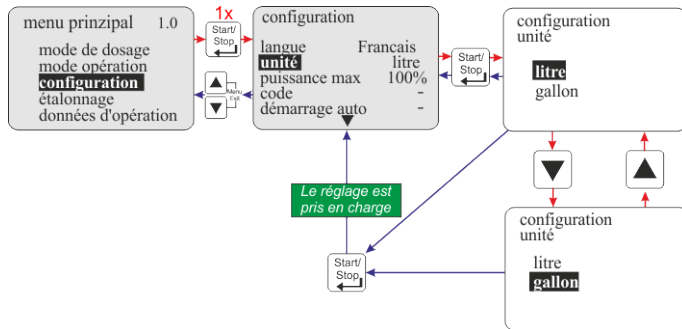 menu prinzipal 1.0
mode de dosage
mode opération
configuration
étalonnage
données d'opération
1x
Start/
Stop
Menu
Exit
configuration
langue Francais
unité litre
puissance max 100%
code -
démarrage auto -
Start/
Stop
configuration
unité
litre
gallon
Le réglage est
pris en charge
Start/
Stop
configuration
unité
litre
gallon